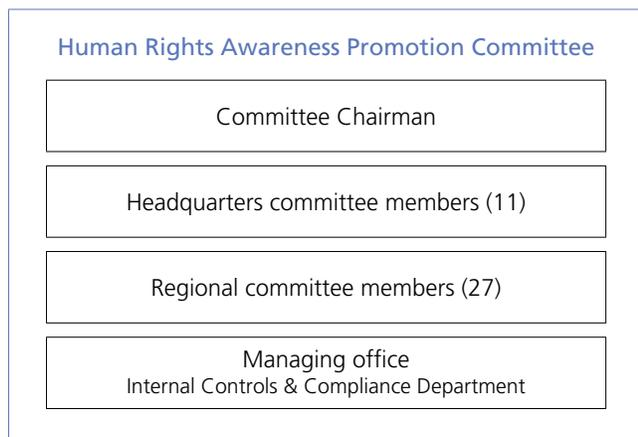 Human Rights Awareness Promotion Committee
Committee Chairman
Headquarters committee members (11)
Regional committee members (27)
Managing office
Internal Controls & Compliance Department